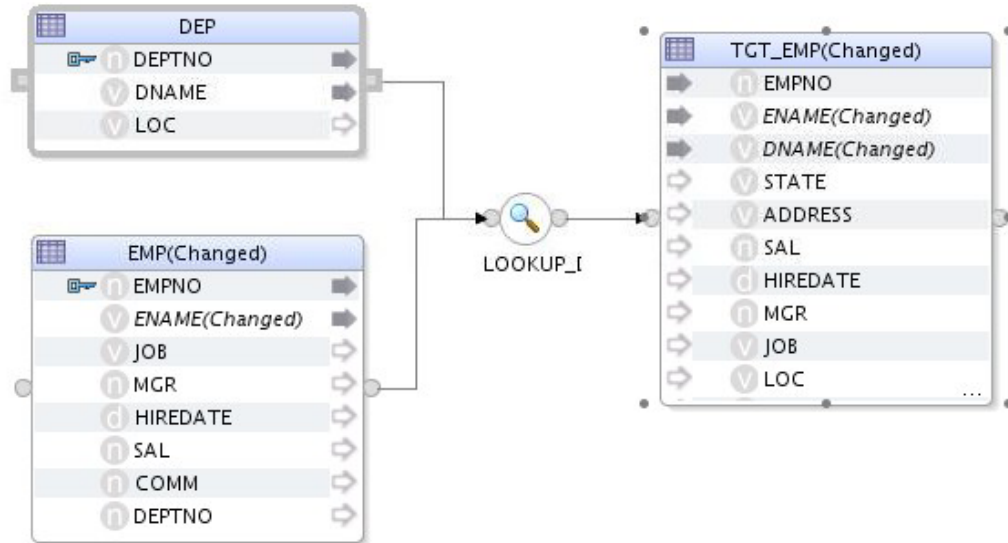 DEP
DEPTNO
DNAME
LOC
EMP(Changed)
EMPNO
ENAME(Changed)
JOB
MGR
HIREDATE
SAL
COMM
DEPTNO
LOOKUP_
TGT_EMP(Changed)
EMPNO
ENAME(Changed)
DNAME(Changed)
STATE
ADDRESS
SAL
HIREDATE
MGR
JOB
LOC
...